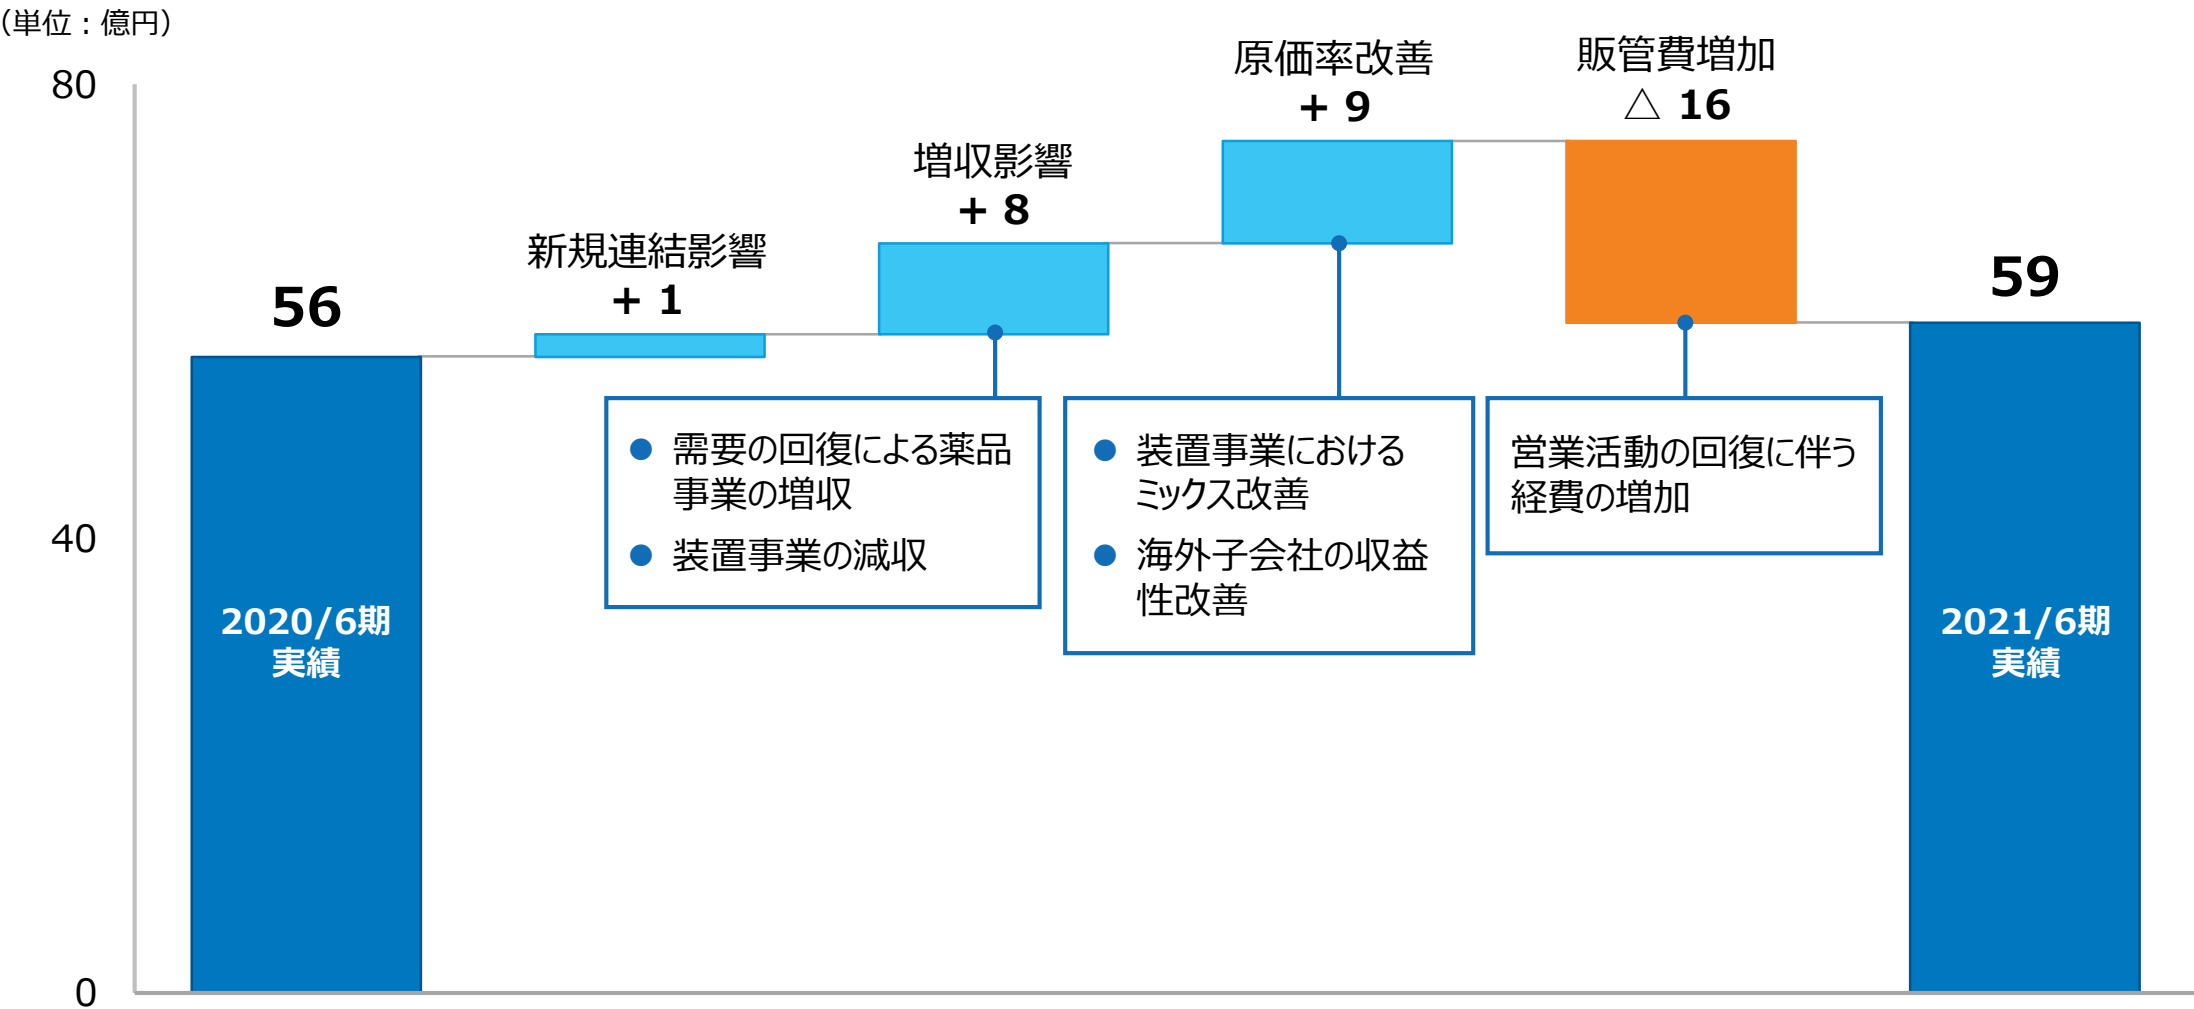 （単位：億円）
80
40
0
56
2020/6期
実績
新規連結影響
+ 1
増収影響
+ 8
● 需要の回復による薬品
事業の増収
● 装置事業の減収
原価率改善
+ 9
● 装置事業における
ミックス改善
● 海外子会社の収益
性改善
販管費増加
△ 16
営業活動の回復に伴う
経費の増加
59
2021/6期
実績